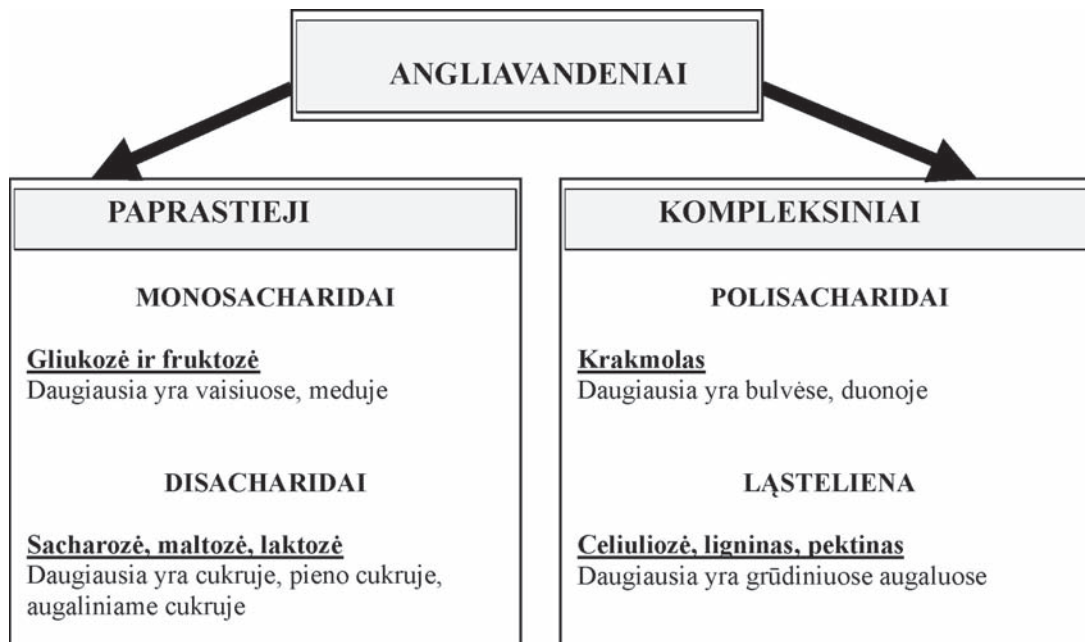 ANGLIAVANDENIAI
PAPRASTIEJI
MONOSACHARIDAI
Gliukozė ir fruktozė
Daugiausia yra vaisiuose, meduje
DISACHARIDAI
Sacharozė, maltozė, laktozė
Daugiausia yra cukruje, pieno cukruje,
augaliniame cukruje
KOMPLEKSINIAI
POLISACHARIDAI
Krakmolas
Daugiausia yra bulvėse, duonoje
LĄSTELIENA
Celiuliozė, ligninas, pektinas
Daugiausia yra grūdiniuose augaluose